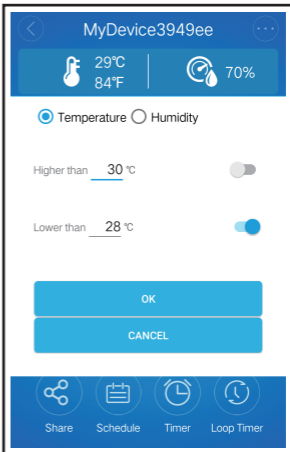 MyDevice3949ee
29℃
84℉
70%
Temperature Humidity
Higher than 30 ℃
Lower than 28 ℃
OK
CANCEL
Share Schedule Timer Loop Timer